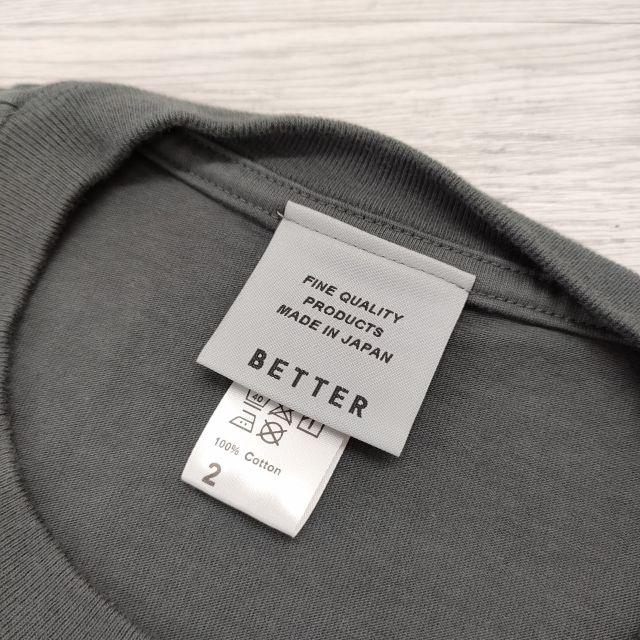 FINE QUALITY
PRODUCTS
MADE IN JAPAN
BETTER
40
100% Cotton
2